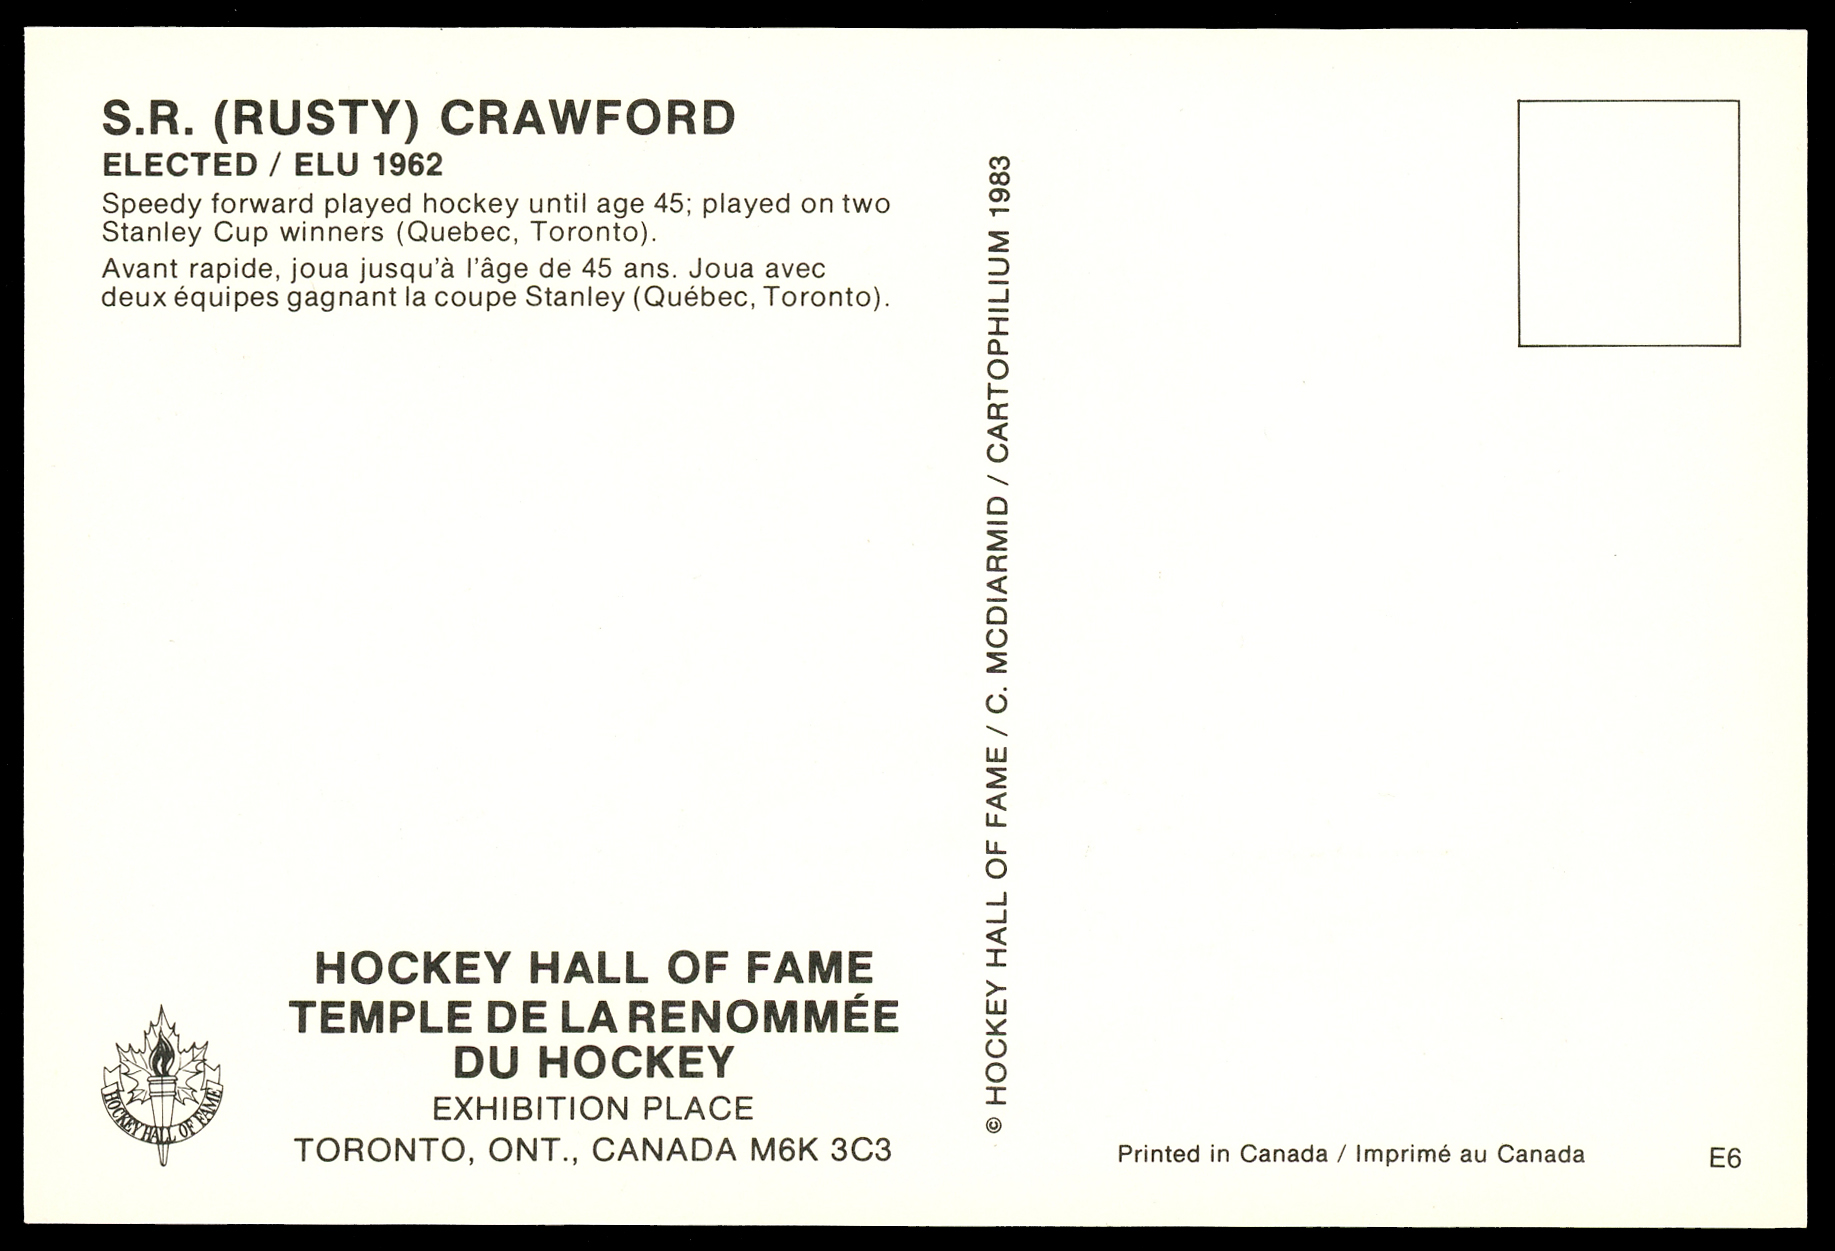 S.R. (RUSTY) CRAWFORD
ELECTED / ELU 1962
Speedy forward played hockey until age 45; played on two
Stanley Cup winners (Quebec, Toronto).
Avant rapide, joua jusqu'à l'âge de 45 ans. Joua avec
deux équipes gagnant la coupe Stanley (Québec, Toronto).
HOCKEY HALL OF FAME
TEMPLE DE LA RENOMMÉE
DU HOCKEY
EXHIBITION PLACE
TORONTO, ONT., CANADA M6K 3C3
HOCKEY HALL OF FAME
© HOCKEY HALL OF FAME / C. MCDIARMID / CARTOPHILIUM 1983
Printed in Canada / Imprimé au Canada
E6